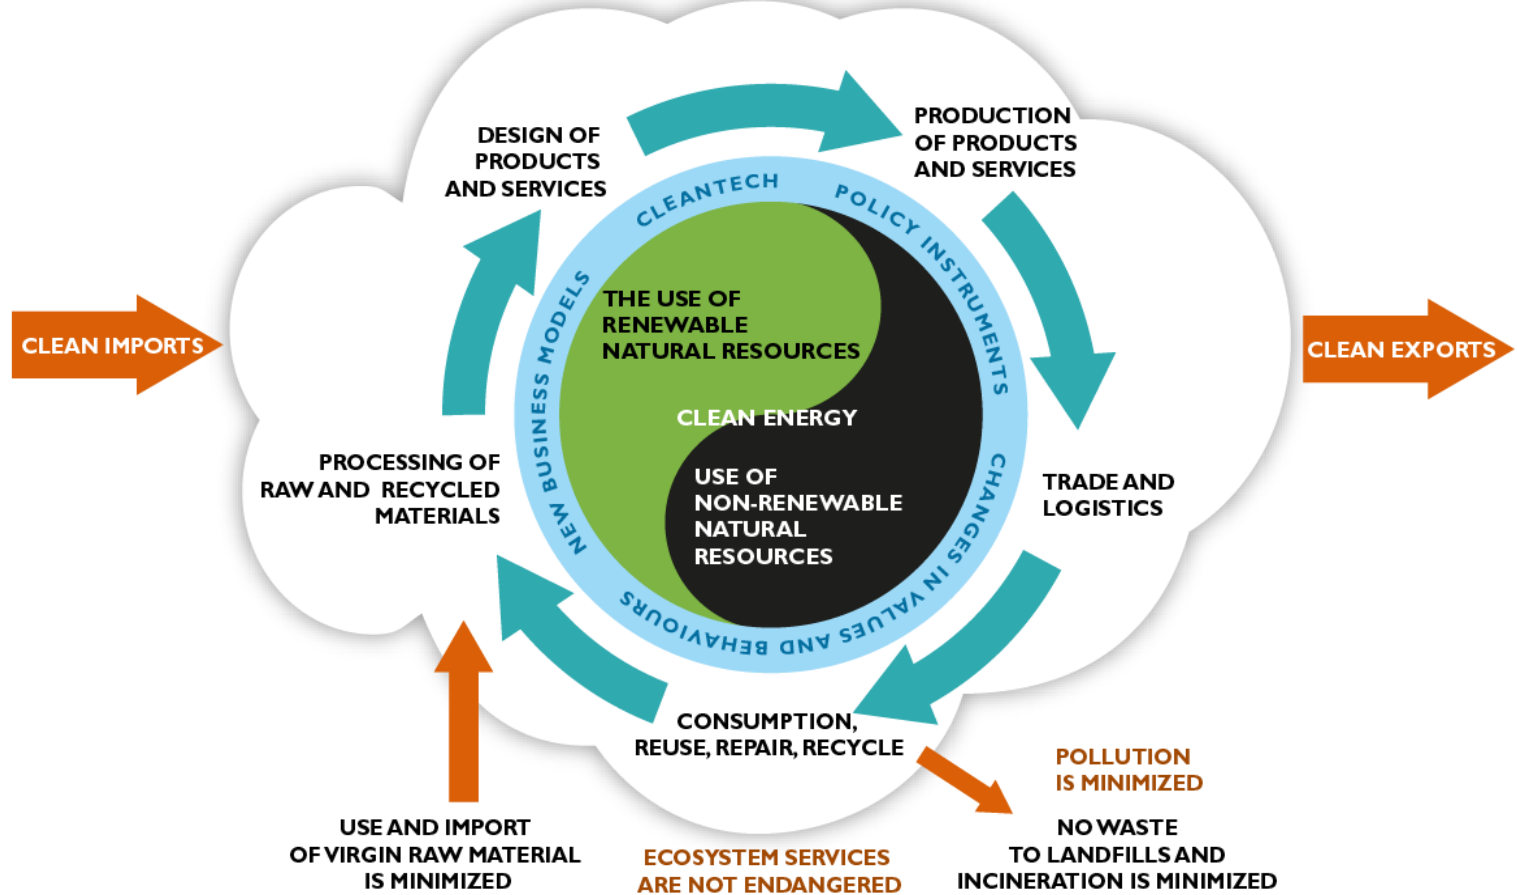 DESIGN OF
PRODUCTS
AND SERVICES
PRODUCTION
OF PRODUCTS
AND SERVICES
CLEANTECH
POLICY INSTRUMENTS
NEW BUSINESS MODELS
CHANGES IN VALUES AND BEHAVIOURS
THE USE OF
RENEWABLE
NATURAL RESOURCES
CLEAN IMPORTS
CLEAN EXPORTS
CLEAN ENERGY
USE OF
NON-RENEWABLE
NATURAL
RESOURCES
PROCESSING OF
RAW AND RECYCLED
MATERIALS
TRADE AND
LOGISTICS
CONSUMPTION,
REUSE, REPAIR, RECYCLE
POLLUTION
IS MINIMIZED
USE AND IMPORT
OF VIRGIN RAW MATERIAL
IS MINIMIZED
ECOSYSTEM SERVICES
ARE NOT ENDANGERED
NO WASTE
TO LANDFILLS AND
INCINERATION IS MINIMIZED